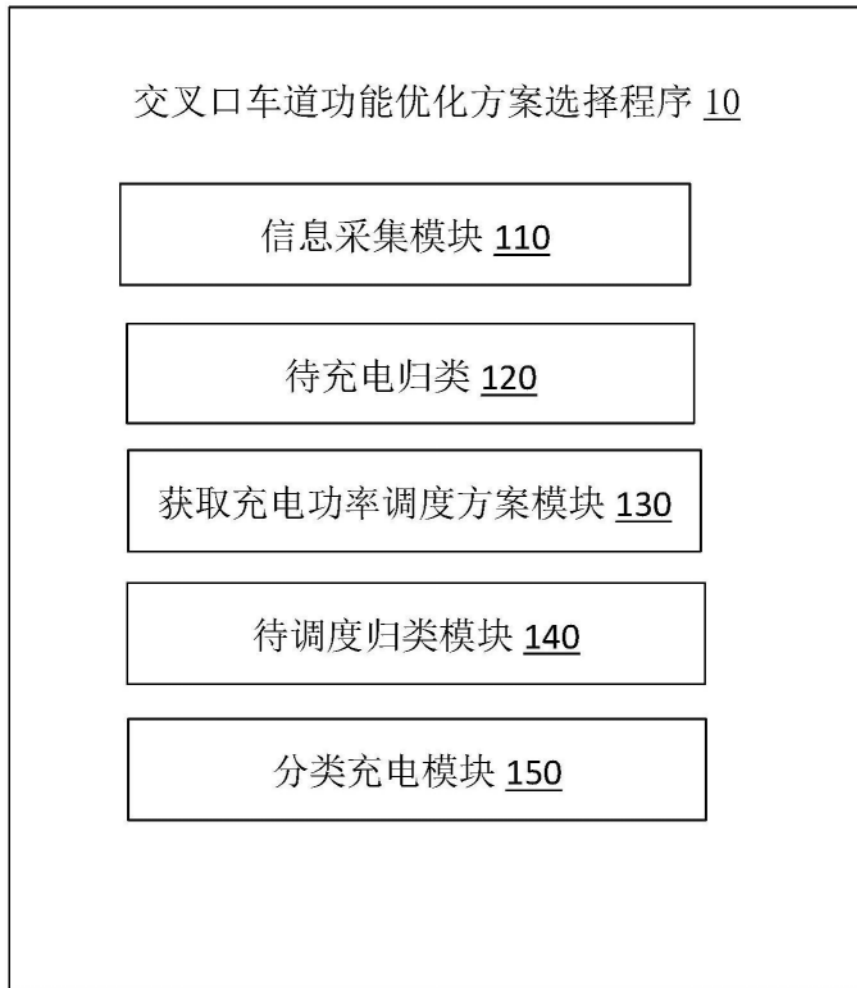 交叉口车道功能优化方案选择程序 10
信息采集模块 110
待充电归类 120
获取充电功率调度方案模块 130
待调度归类模块 140
分类充电模块 150